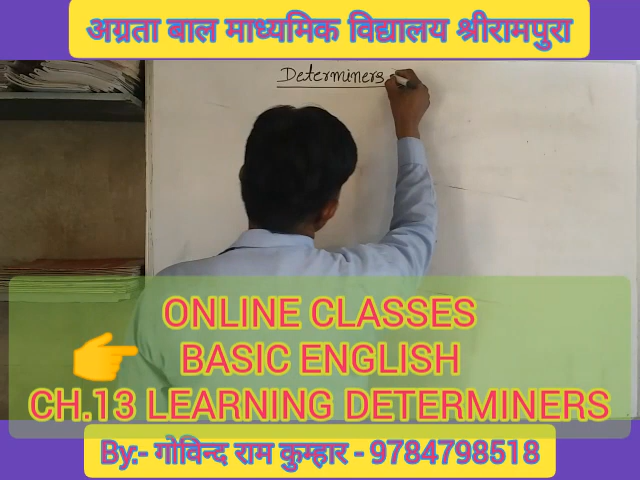 अग्रता बाल माध्यमिक विद्यालय श्रीरामपुरा
Determiners
ONLINE CLASSES
BASIC ENGLISH
CH.13 LEARNING DETERMINERS
By:- गोविन्द राम कुम्हार - 9784798518